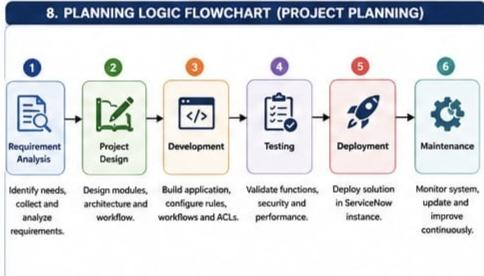 8. PLANNING LOGIC FLOWCHART (PROJECT PLANNING)
1
2
3
4
5
6
Requirement
Analysis
Project
Design
</>
Development
Testing
Deployment
Maintenance
Identify needs,
collect and
analyze
requirements.
Design modules,
architecture and
workflow.
Build application,
configure rules,
workflows and ACLs.
Validate functions,
security and
performance.
Deploy solution
in ServiceNow
instance.
Monitor system,
update and
improve
continuously.